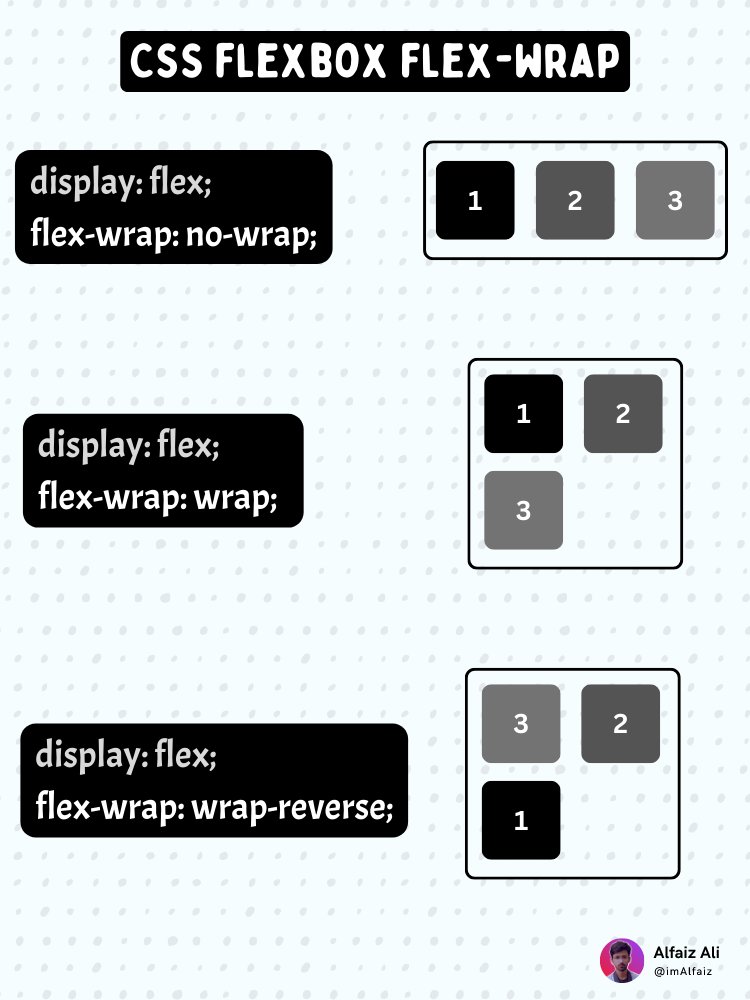 CSS FLEXBOX FLEX-WRAP
display: flex;
flex-wrap: no-wrap;
1 2 3
display: flex;
flex-wrap: wrap;
1 2
3
display: flex;
flex-wrap: wrap-reverse;
3 2
1
Alfaiz Ali
@imAlfaiz